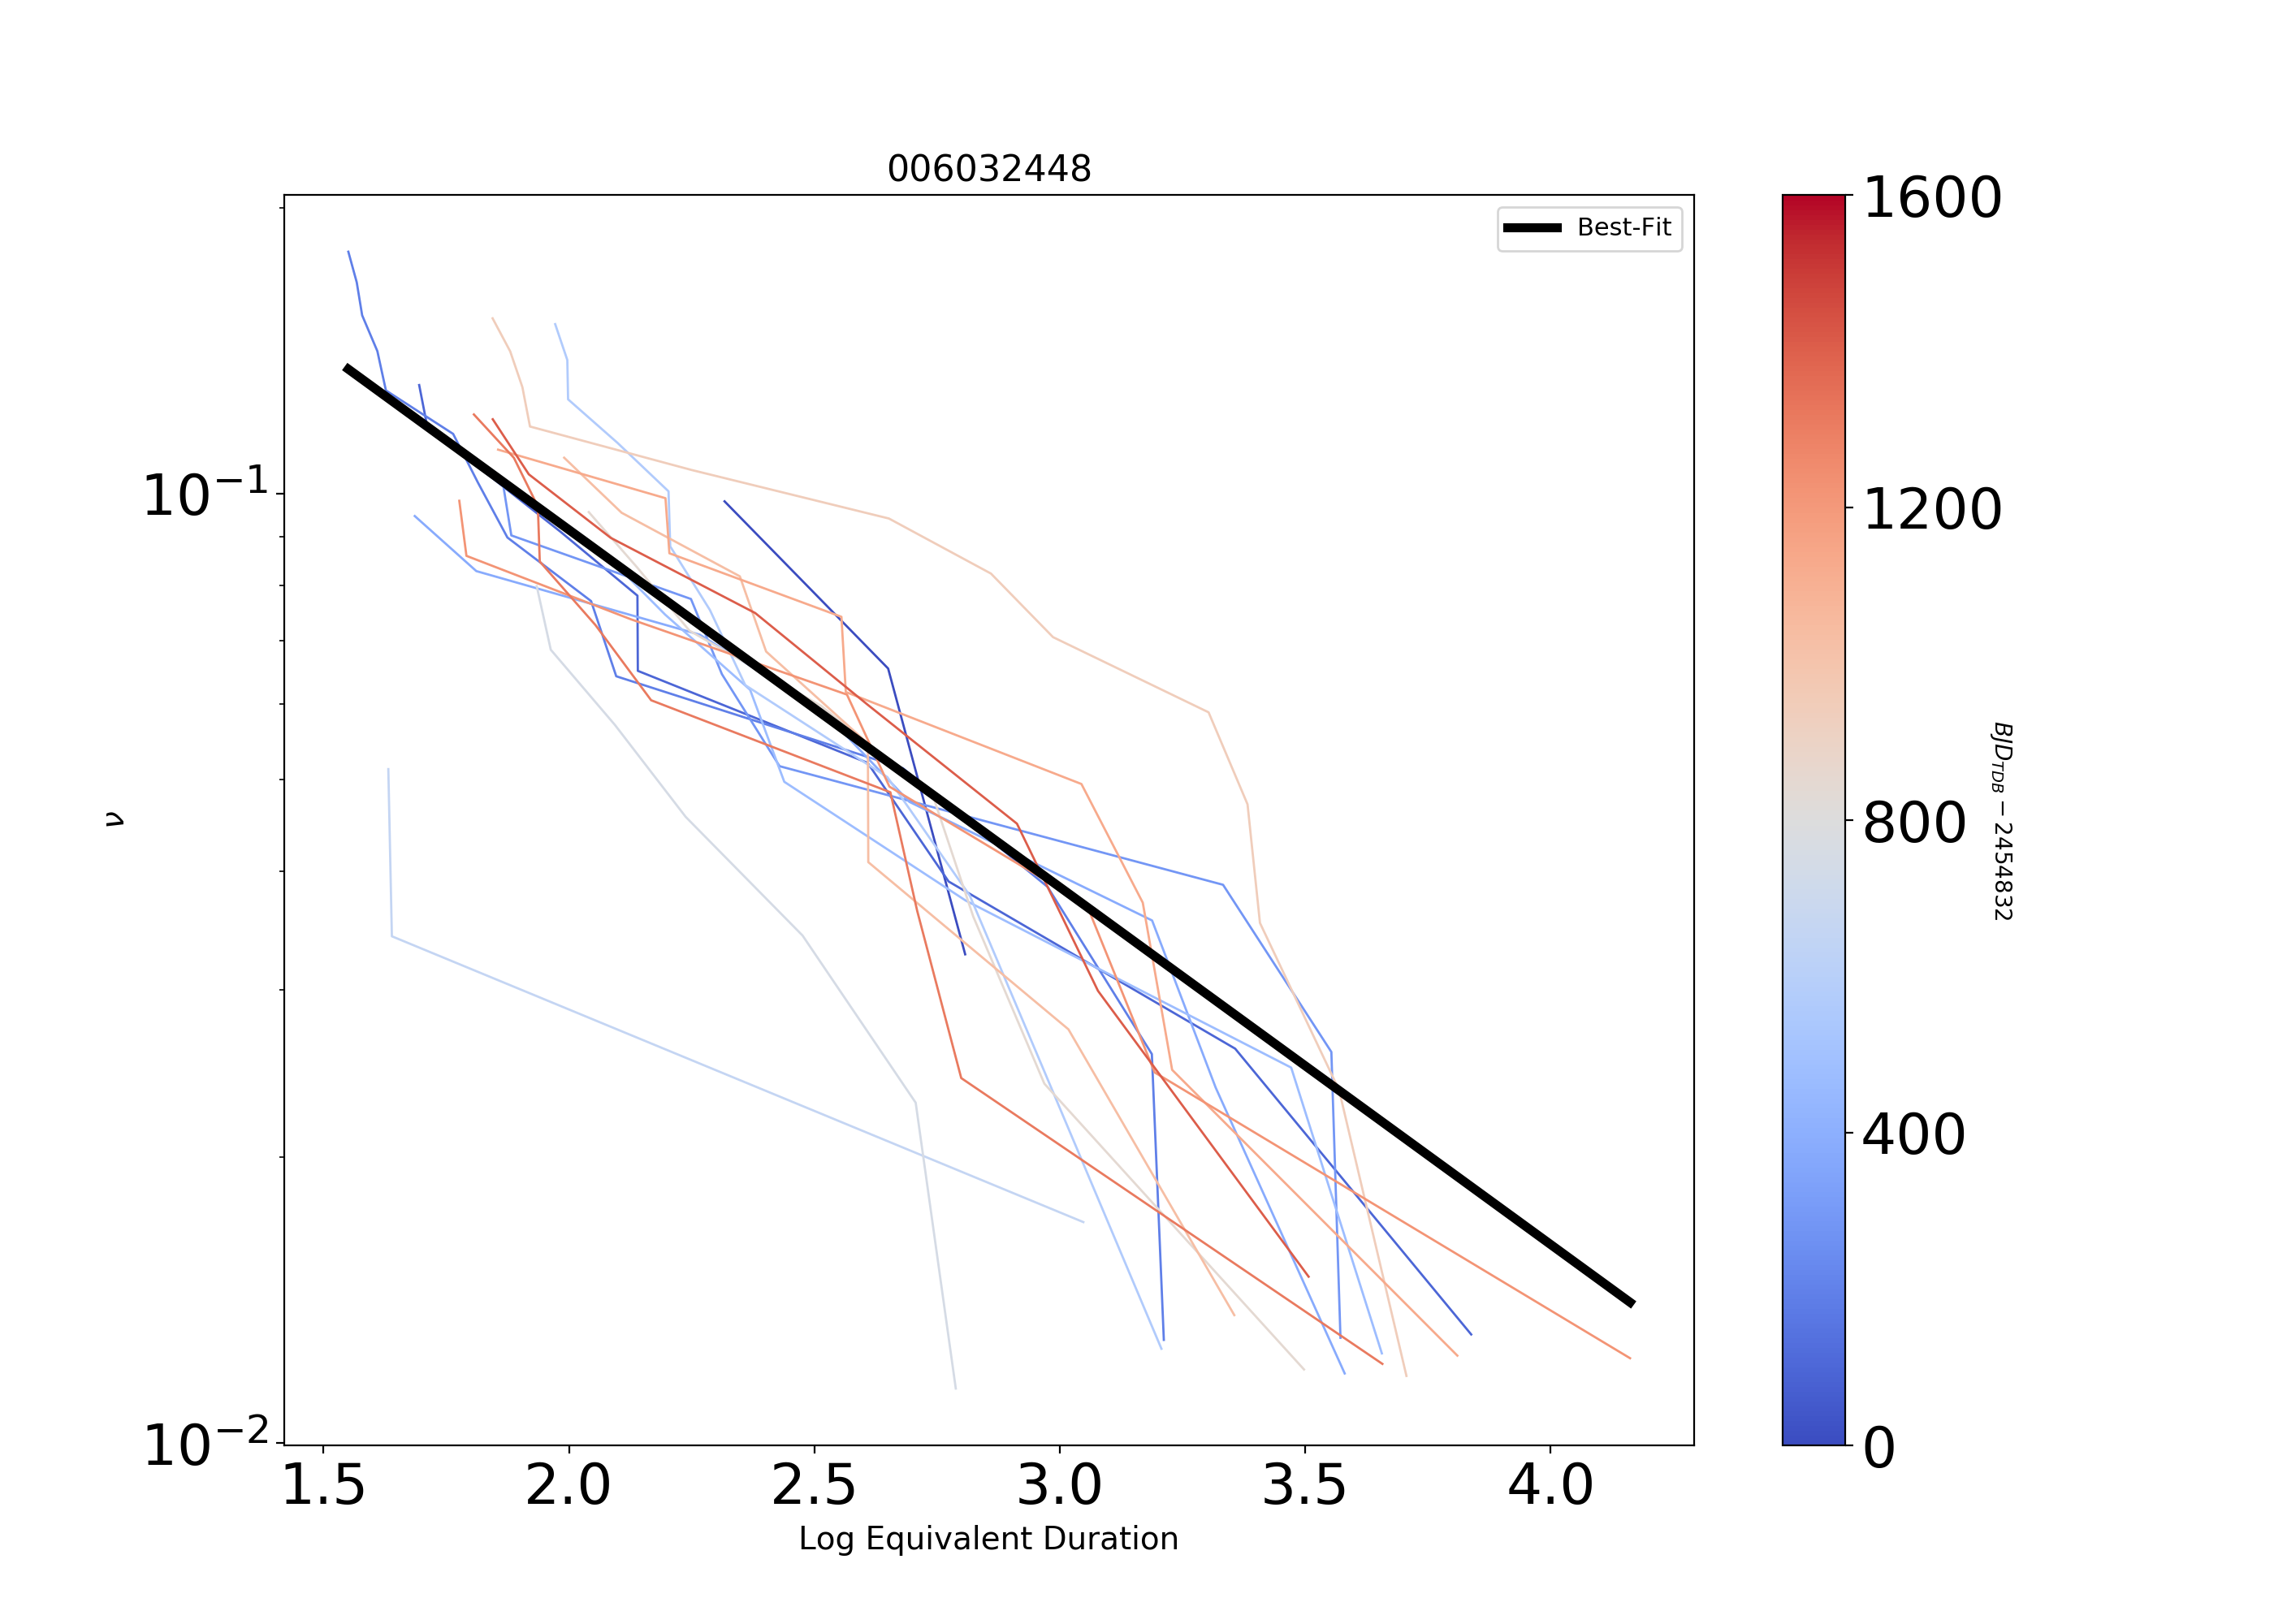 006032448
Best-Fit
10⁻¹
10⁻²
ν
1.5 2.0 2.5 3.0 3.5 4.0
Log Equivalent Duration
1600
1200
800
400
0
BJD_TDB − 2454832